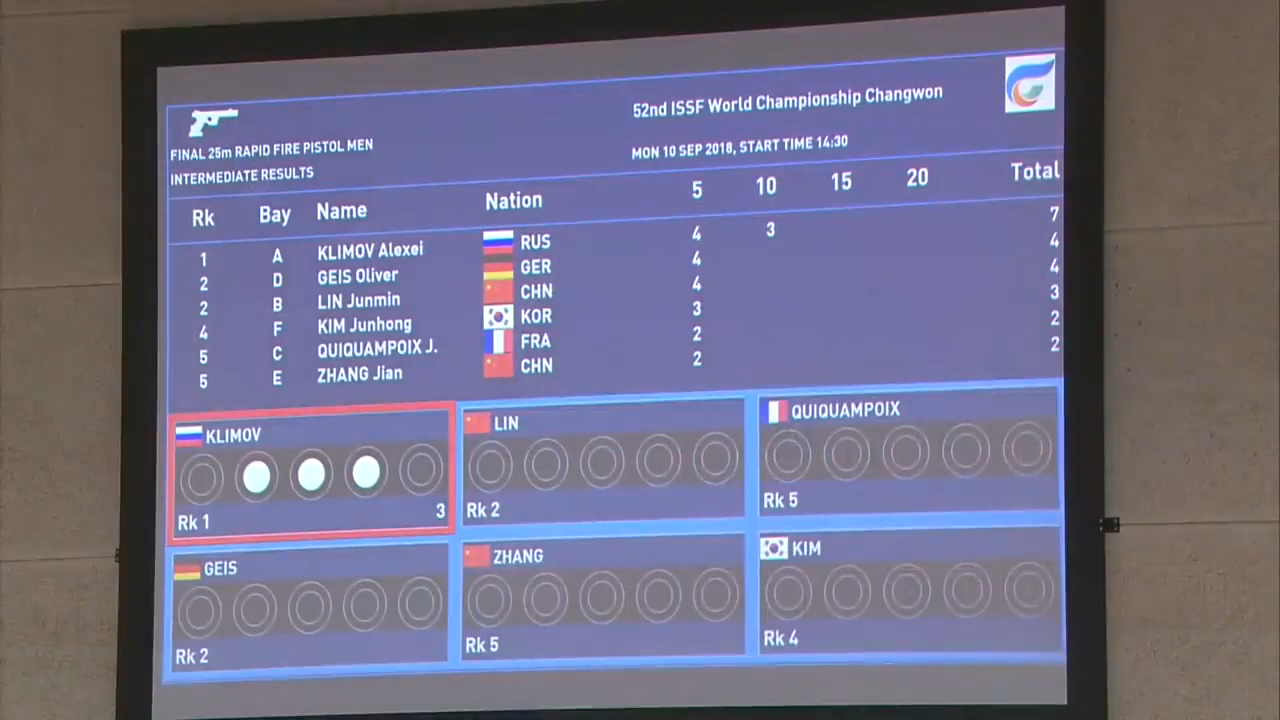 52nd ISSF World Championship Changwon
FINAL 25m RAPID FIRE PISTOL MEN
MON 10 SEP 2018, START TIME 14:30
INTERMEDIATE RESULTS
Rk Bay Name Nation 5 10 15 20 Total
1 A KLIMOV Alexei RUS 4 3 7
2 D GEIS Oliver GER 4 4
2 B LIN Junmin CHN 4 4
4 F KIM Junhong KOR 3 3
5 C QUIQUAMPOIX J. FRA 2 2
5 E ZHANG Jian CHN 2 2
KLIMOV
Rk 1 3
LIN
Rk 2
QUIQUAMPOIX
Rk 5
GEIS
Rk 2
ZHANG
Rk 5
KIM
Rk 4